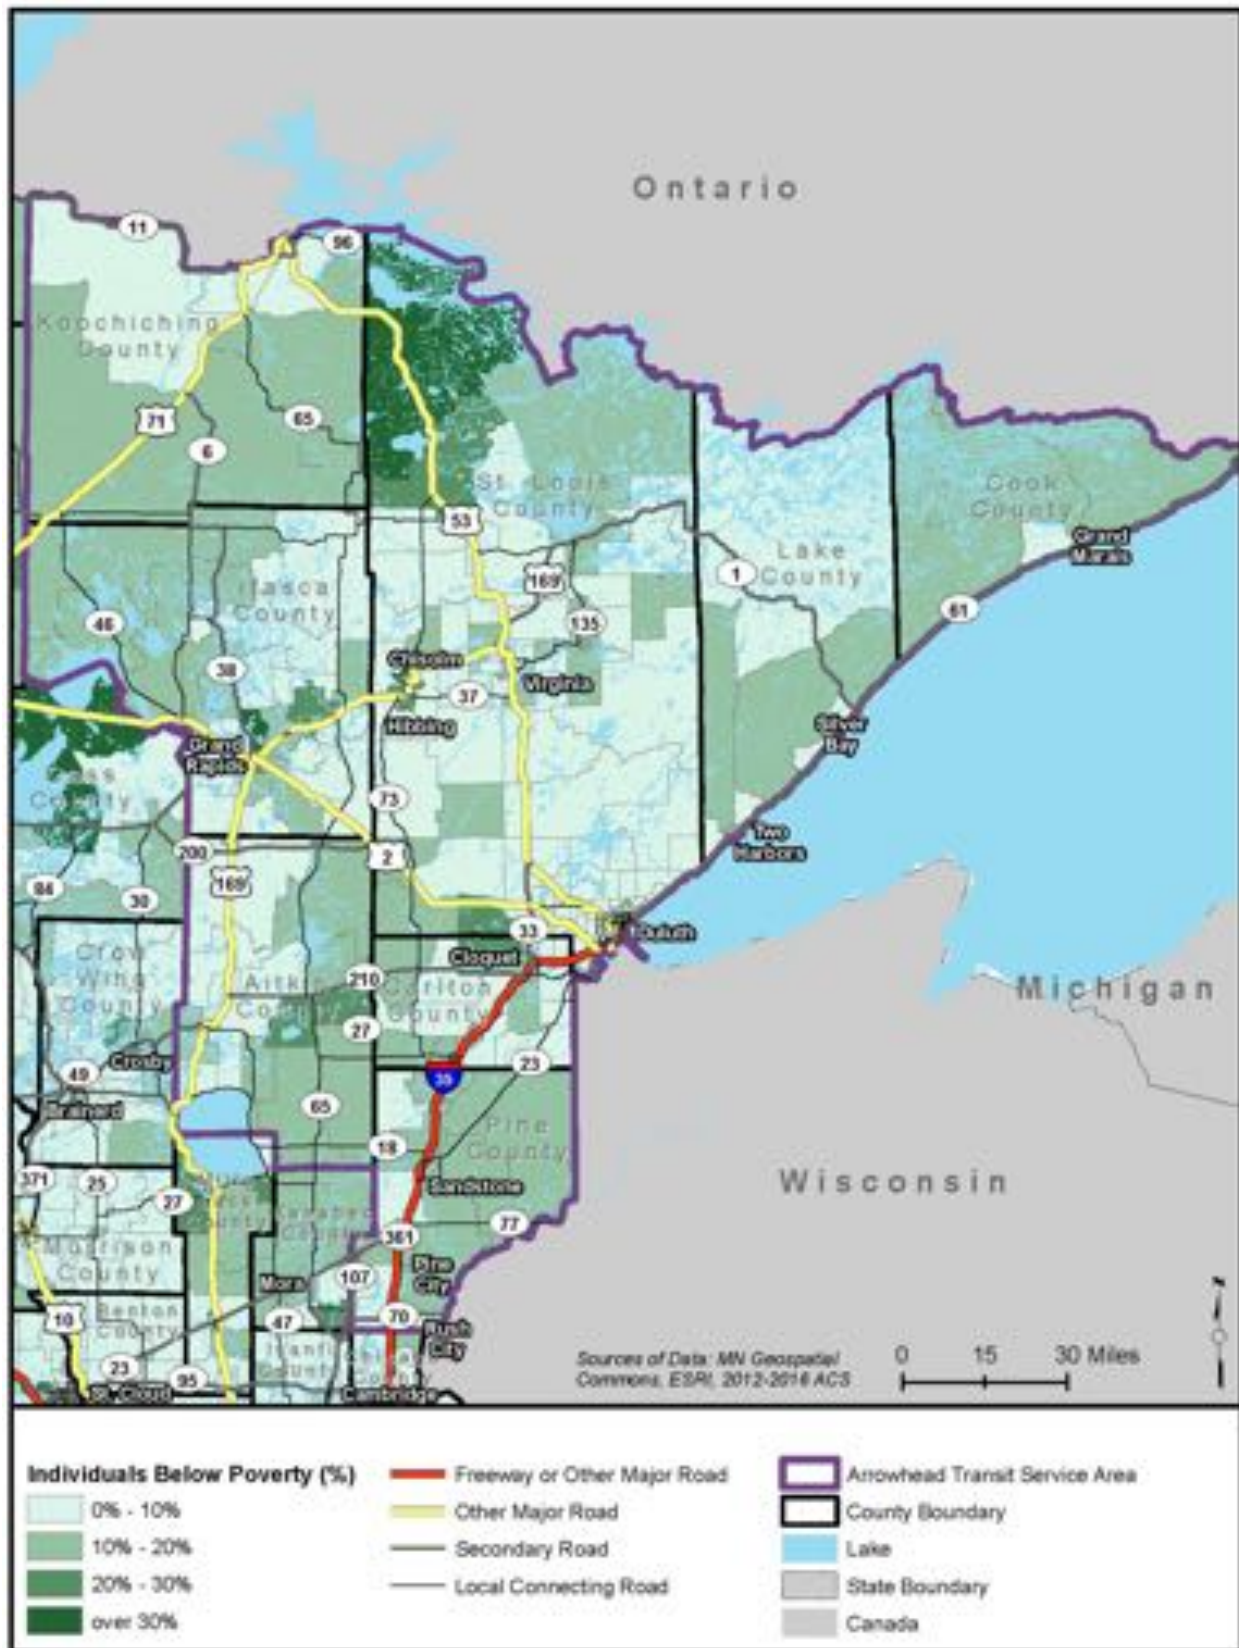 Ontario
11
96
Koochiching
County
71
65
6
St. Louis
County
Cook
County
Grand
Marais
53
Lake
County
1
169
Itasca
County
61
46
135
38
Chisolm
Virginia
37
Hibbing
Silver
Bay
Grand
Rapids
County
73
Two
Harbors
200
2
84
169
30
33
Duluth
Crow
Wing
County
Cloquet
Aitkin
County
210
Carlton
County
Michigan
27
Crosby
49
23
35
Brainerd
65
Pine
County
18
Wisconsin
371
25
Sandstone
27
77
361
Morrison
County
Pine
City
Mora
107
10
Benton
County
47
70
Rush
City
23
95
St. Cloud
Cambridge
Sources of Data: MN Geospatial
Commons, ESRI, 2012-2016 ACS
0 15 30 Miles
N
Individuals Below Poverty (%)
0% - 10%
10% - 20%
20% - 30%
over 30%
Freeway or Other Major Road
Other Major Road
Secondary Road
Local Connecting Road
Arrowhead Transit Service Area
County Boundary
Lake
State Boundary
Canada